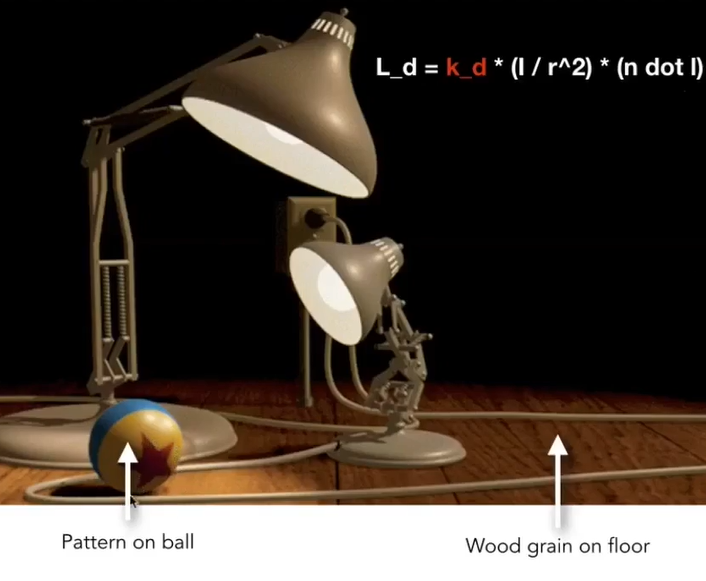 L_d = k_d * (I / r^2) * (n dot l)
Pattern on ball
Wood grain on floor